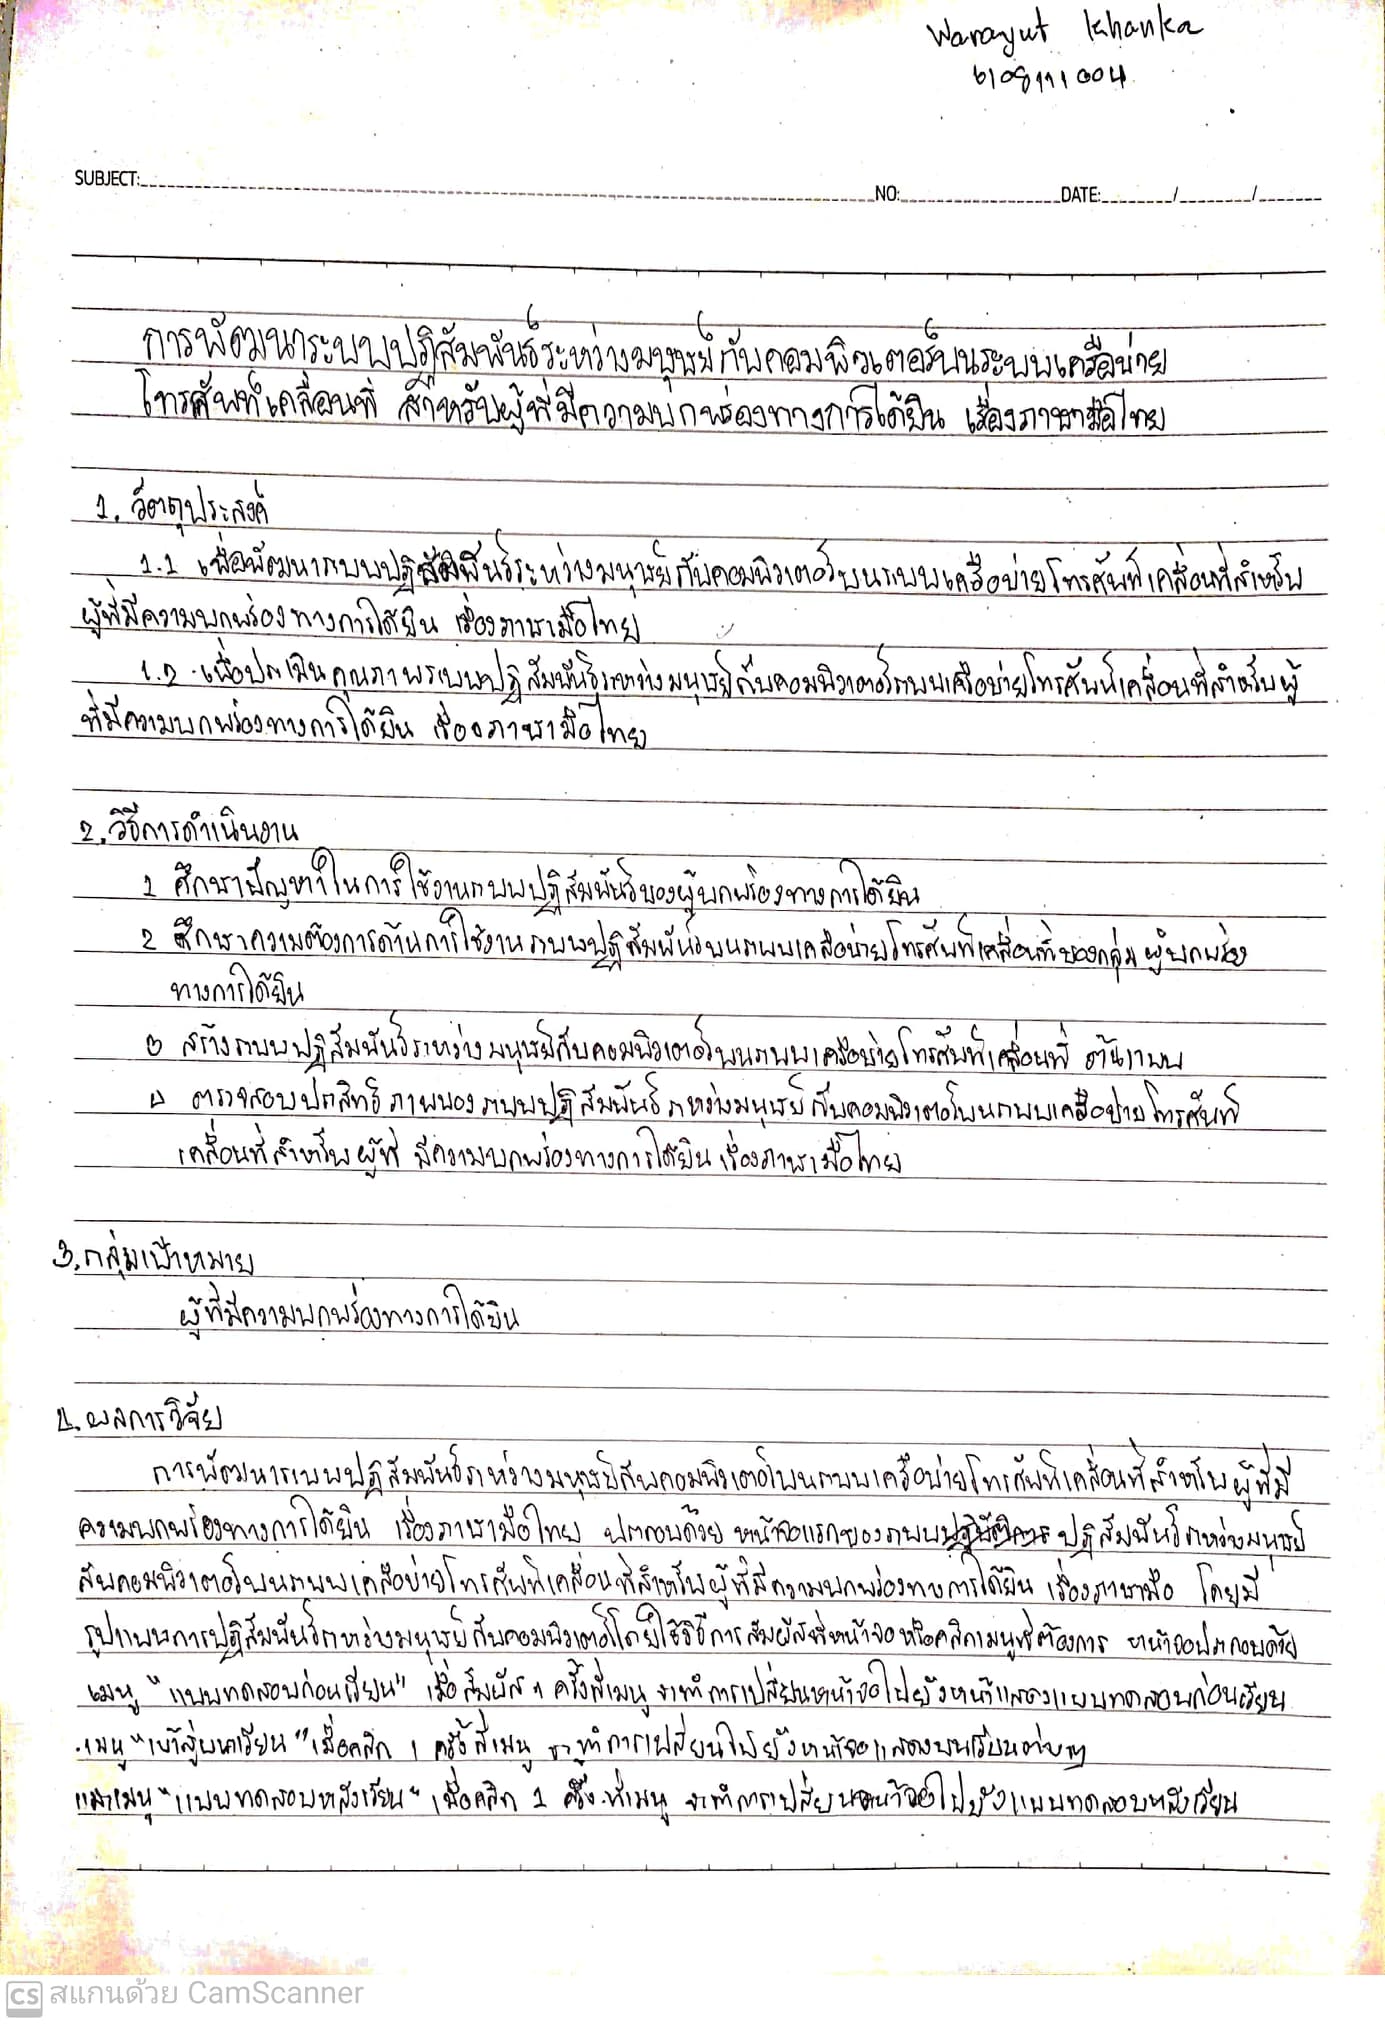 Warayut Khanka
6108111004
SUBJECT: NO: DATE: / /
การพัฒนาระบบปฏิสัมพันธ์ระหว่างมนุษย์กับคอมพิวเตอร์บนระบบเครือข่าย
โทรศัพท์เคลื่อนที่ สำหรับผู้ที่มีความบกพร่องทางการได้ยิน เรื่องภาษามือไทย
1. วัตถุประสงค์
1.1 เพื่อพัฒนาระบบปฏิสัมพันธ์ระหว่างมนุษย์กับคอมพิวเตอร์บนระบบเครือข่ายโทรศัพท์เคลื่อนที่สำหรับ
ผู้ที่มีความบกพร่องทางการได้ยิน เรื่องภาษามือไทย
1.2 เพื่อประเมินคุณภาพระบบปฏิสัมพันธ์ระหว่างมนุษย์กับคอมพิวเตอร์บนระบบเครือข่ายโทรศัพท์เคลื่อนที่สำหรับผู้
ที่มีความบกพร่องทางการได้ยิน เรื่องภาษามือไทย
2. วิธีการดำเนินงาน
1 ศึกษาปัญหาในการใช้งานระบบปฏิสัมพันธ์ของผู้บกพร่องทางการได้ยิน
2 ศึกษาความต้องการด้านการใช้งานระบบปฏิสัมพันธ์บนระบบเครือข่ายโทรศัพท์เคลื่อนที่ของกลุ่มผู้บกพร่อง
ทางการได้ยิน
3 สร้างระบบปฏิสัมพันธ์ระหว่างมนุษย์กับคอมพิวเตอร์บนระบบเครือข่ายโทรศัพท์เคลื่อนที่ ต้นแบบ
4 ตรวจสอบประสิทธิภาพของระบบปฏิสัมพันธ์ระหว่างมนุษย์กับคอมพิวเตอร์บนระบบเครือข่ายโทรศัพท์
เคลื่อนที่สำหรับผู้ที่ มีความบกพร่องทางการได้ยิน เรื่องภาษามือไทย
3. กลุ่มเป้าหมาย
ผู้ที่มีความบกพร่องทางการได้ยิน
4. ผลการวิจัย
การพัฒนาระบบปฏิสัมพันธ์ระหว่างมนุษย์กับคอมพิวเตอร์บนระบบเครือข่ายโทรศัพท์เคลื่อนที่สำหรับผู้ที่มี
ความบกพร่องทางการได้ยิน เรื่องภาษามือไทย ประกอบด้วย หน้าจอแรกของระบบ ปฏิสัมพันธ์ระหว่างมนุษย์
กับคอมพิวเตอร์บนระบบเครือข่ายโทรศัพท์เคลื่อนที่สำหรับผู้ที่มีความบกพร่องทางการได้ยิน เรื่องภาษามือ โดยมี
รูปแบบการปฏิสัมพันธ์ระหว่างมนุษย์กับคอมพิวเตอร์โดยใช้วิธีการสัมผัสที่หน้าจอหรือคลิกเมนูที่ต้องการ หน้าจอประกอบด้วย
เมนู "แบบทดสอบก่อนเรียน" เมื่อสัมผัส 1 ครั้งที่เมนู จะทำการเปลี่ยนหน้าจอไปยังหน้าแสดงแบบทดสอบก่อนเรียน
เมนู "เข้าสู่บทเรียน" เมื่อคลิก 1 ครั้งที่เมนู จะทำการเปลี่ยนไปยังหน้าจอแสดงบทเรียนต่างๆ
และเมนู "แบบทดสอบหลังเรียน" เมื่อคลิก 1 ครั้งที่เมนู จะทำการเปลี่ยนหน้าจอไปยังแบบทดสอบหลังเรียน
CS สแกนด้วย CamScanner